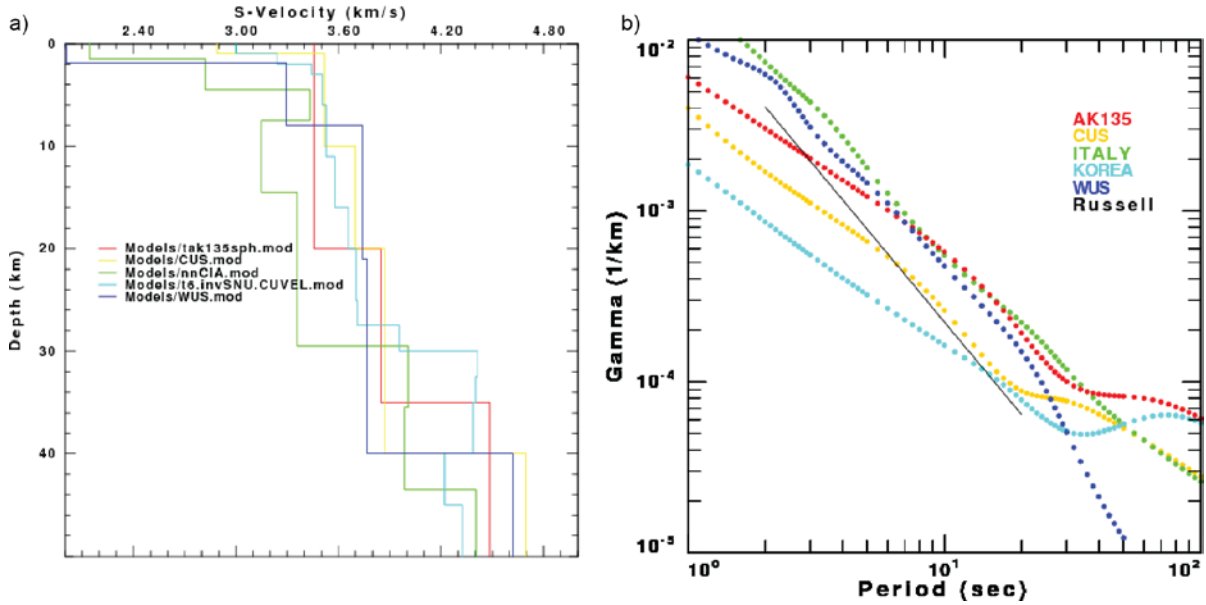 a)
S-Velocity (km/s)
2.40 3.00 3.60 4.20 4.80
0
10
20
30
40
Depth (km)
Models/tak135sph.mod
Models/CUS.mod
Models/nnCIA.mod
Models/t6.invSNU.CUVEL.mod
Models/WUS.mod
b)
10⁻²
10⁻³
10⁻⁴
10⁻⁵
Gamma (1/km)
AK135
CUS
ITALY
KOREA
WUS
Russell
10⁰ 10¹ 10²
Period (sec)